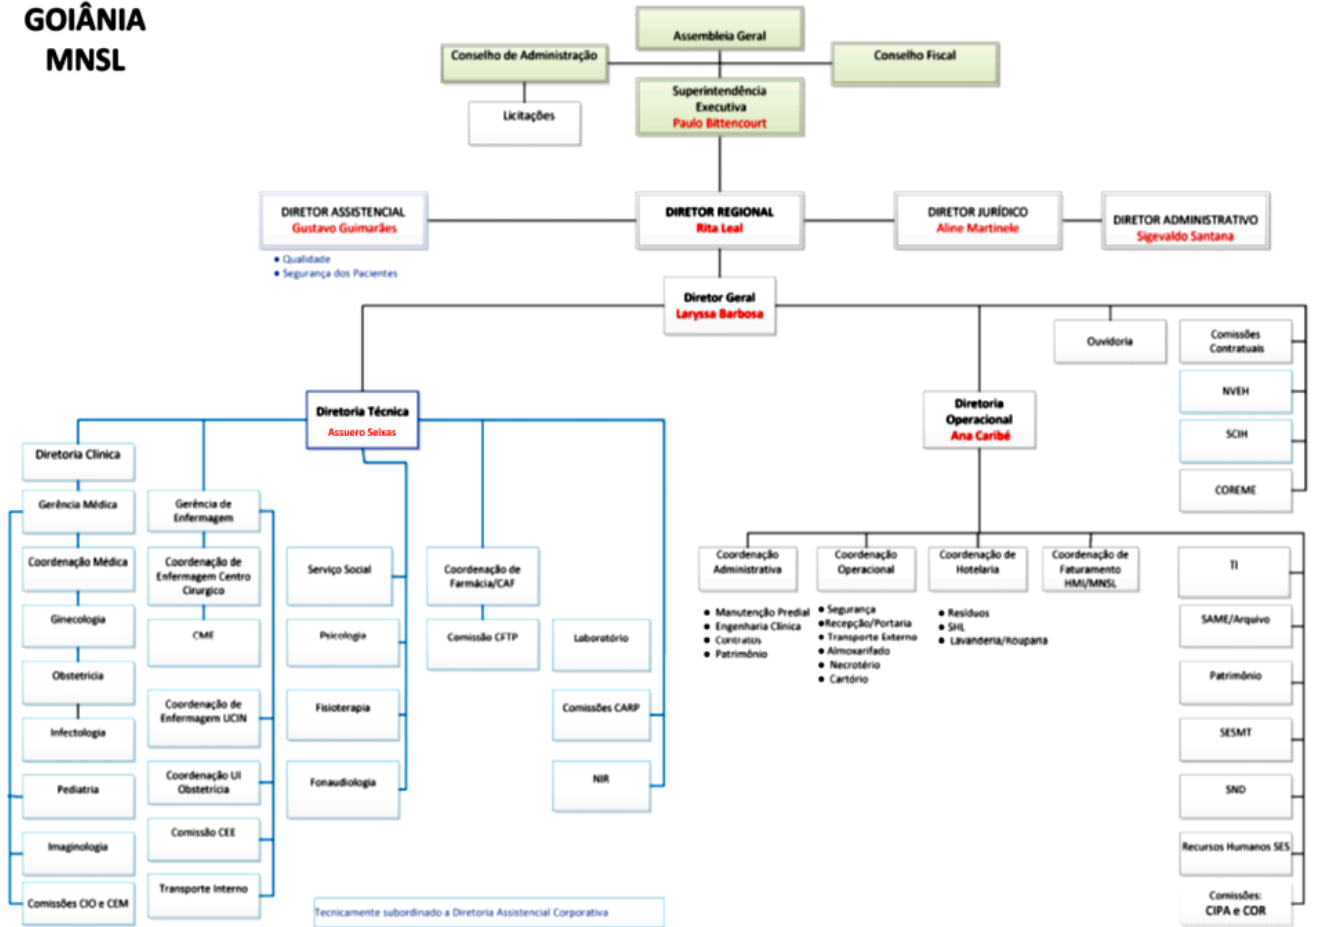 GOIÂNIA
MNSL
Assembleia Geral
Conselho de Administração
Conselho Fiscal
Licitações
Superintendência
Executiva
Paulo Bittencourt
DIRETOR ASSISTENCIAL
Gustavo Guimarães
• Qualidade
• Segurança dos Pacientes
DIRETOR REGIONAL
Rita Leal
DIRETOR JURÍDICO
Aline Martinele
DIRETOR ADMINISTRATIVO
Sigevaldo Santana
Diretor Geral
Laryssa Barbosa
Ouvidoria
Comissões
Contratuais
NVEH
SCIH
COREME
Diretoria Técnica
Assuero Seixas
Diretoria
Operacional
Ana Caribé
Diretoria Clínica
Gerência Médica
Coordenação Médica
Ginecologia
Obstetricia
Infectologia
Pediatria
Imaginologia
Comissões CIO e CEM
Gerência de
Enfermagem
Coordenação de
Enfermagem Centro
Cirurgico
CME
Coordenação de
Enfermagem UCIN
Coordenação UI
Obstetrícia
Comissão CEE
Transporte Interno
Serviço Social
Psicologia
Fisioterapia
Fonaudiologia
Coordenação de
Farmácia/CAF
Comissão CFTP
Laboratório
Comissões CARP
NIR
Coordenação
Administrativa
• Manutenção Predial
• Engenharia Clínica
• Contratos
• Patrimônio
Coordenação
Operacional
• Segurança
•Recepção/Portaria
• Transporte Externo
• Almoxarifado
• Necrotério
• Cartório
Coordenação de
Hotelaria
• Resíduos
• SHL
• Lavanderia/Rouparia
Coordenação de
Faturamento
HMI/MNSL
TI
SAME/Arquivo
Patrimônio
SESMT
SND
Recursos Humanos SES
Comissões:
CIPA e COR
Tecnicamente subordinado a Diretoria Assistencial Corporativa